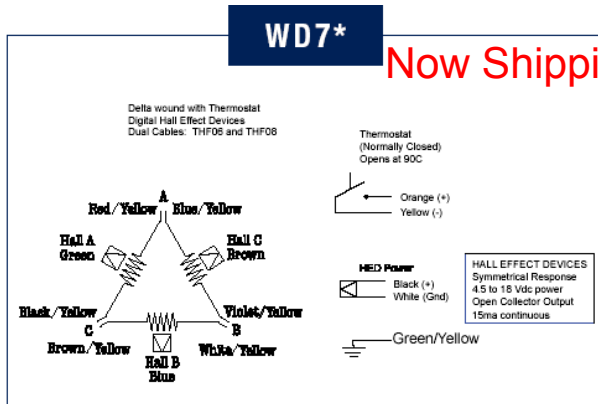 WD7*
Now Shippi
Delta wound with Thermostat
Digital Hall Effect Devices
Dual Cables: THF06 and THF08
Thermostat
(Normally Closed)
Opens at 90C
Orange (+)
Yellow (-)
A
Red/Yellow Blue/Yellow
Hall A
Green
Hall C
Brown
Black/Yellow
C
Brown/Yellow
Violet/Yellow
B
White/Yellow
Hall B
Blue
HED Power
Black (+)
White (Gnd)
HALL EFFECT DEVICES
Symmetrical Response
4.5 to 18 Vdc power
Open Collector Output
15ma continuous
Green/Yellow